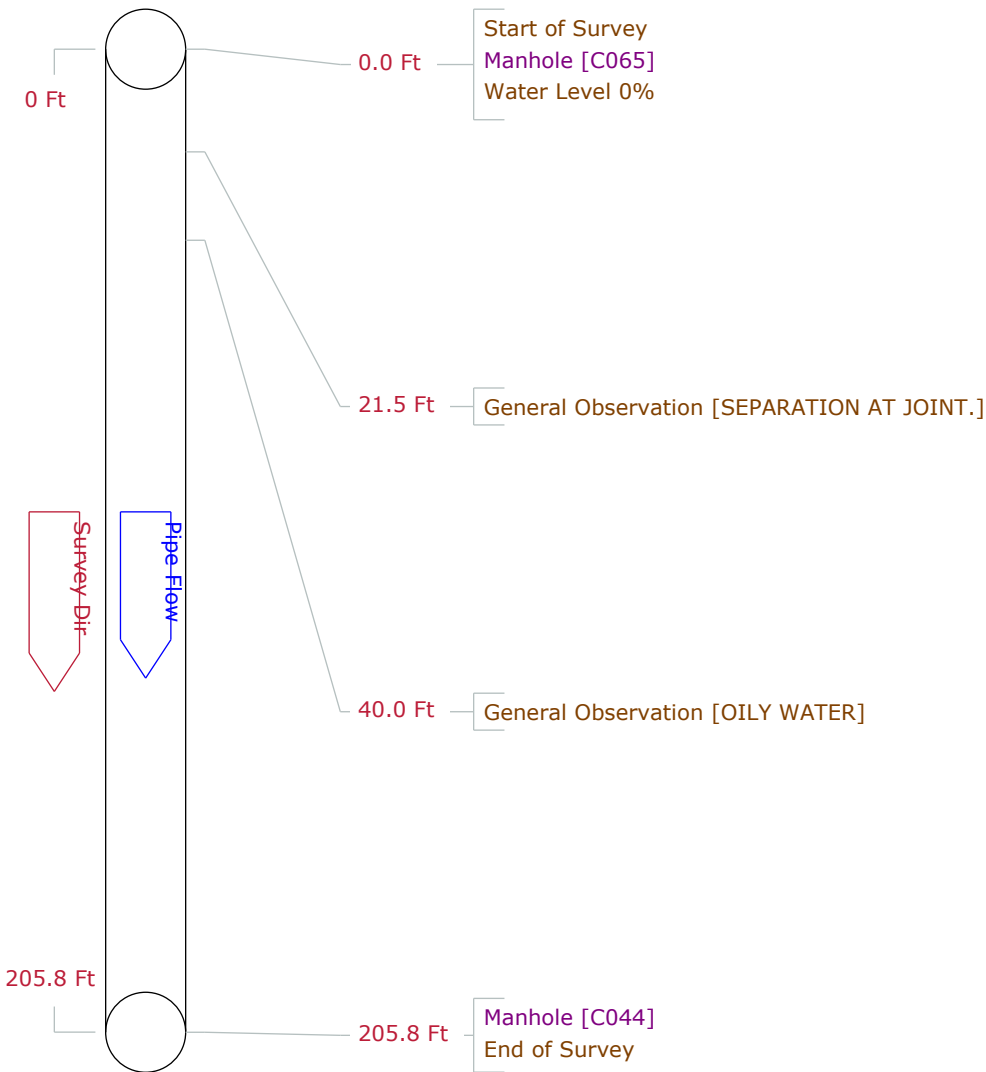 Start of Survey
0.0 Ft
Manhole [C065]
Water Level 0%
0 Ft
21.5 Ft
General Observation [SEPARATION AT JOINT.]
Survey Dir
Pipe Flow
40.0 Ft
General Observation [OILY WATER]
205.8 Ft
205.8 Ft
Manhole [C044]
End of Survey